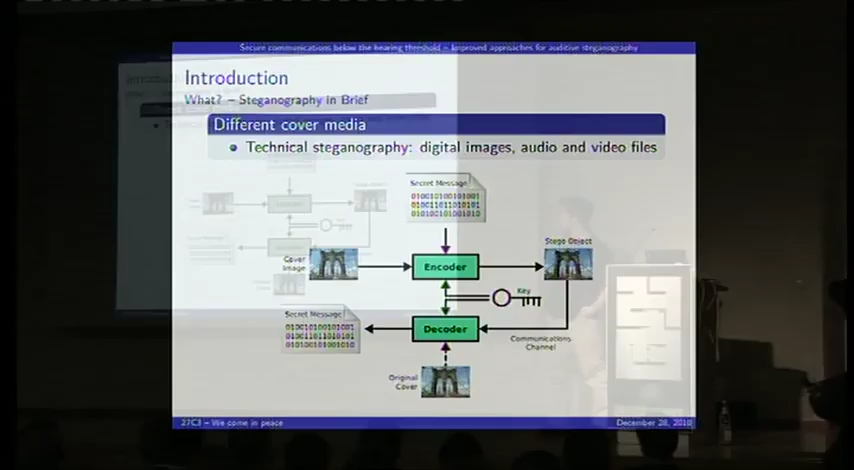 Secure communications below the hearing threshold – Improved approaches for auditive steganography
Introduction
What? – Steganography in Brief
Different cover media
Technical steganography: digital images, audio and video files
Secret Message
010010100101001
010011011010101
010100101001010
Cover
Image
Encoder
Stego Object
Key
Secret Message
010010100101001
010011011010101
010100101001010
Decoder
Communications
Channel
Original
Cover
27C3 – We come in peace
December 28, 2010